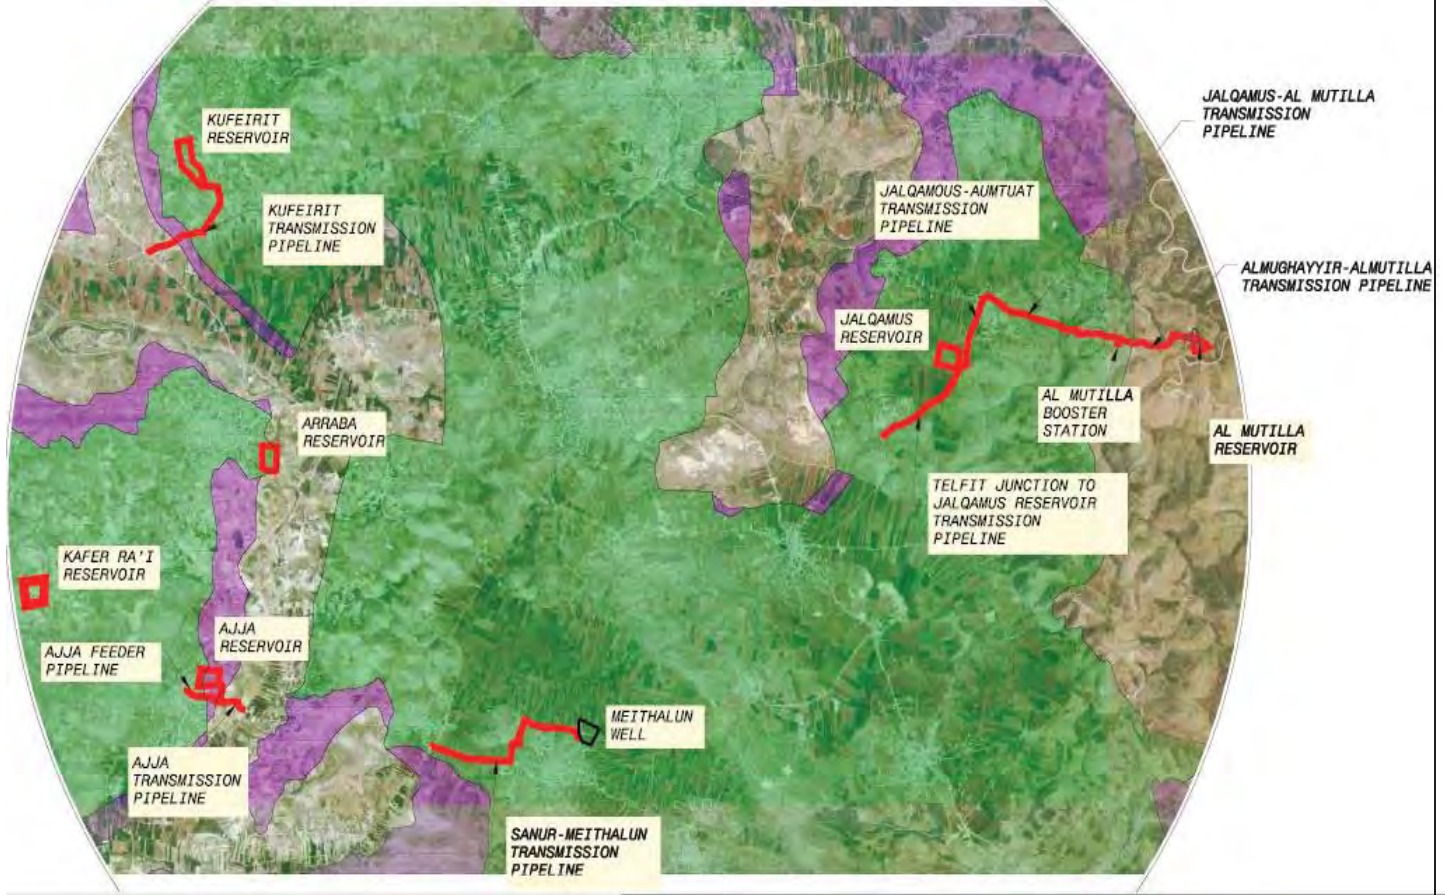 KUFEIRIT
RESERVOIR
KUFEIRIT
TRANSMISSION
PIPELINE
JALQAMUS-AL MUTILLA
TRANSMISSION
PIPELINE
JALQAMOUS-AUMTUAT
TRANSMISSION
PIPELINE
ALMUGHAYYIR-ALMUTILLA
TRANSMISSION PIPELINE
JALQAMUS
RESERVOIR
AL MUTILLA
BOOSTER
STATION
AL MUTILLA
RESERVOIR
ARRABA
RESERVOIR
TELFIT JUNCTION TO
JALQAMUS RESERVOIR
TRANSMISSION
PIPELINE
KAFER RA'I
RESERVOIR
AJJA
RESERVOIR
AJJA FEEDER
PIPELINE
MEITHALUN
WELL
AJJA
TRANSMISSION
PIPELINE
SANUR-MEITHALUN
TRANSMISSION
PIPELINE